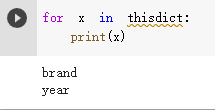 for x in thisdict:
    print(x)
brand
year